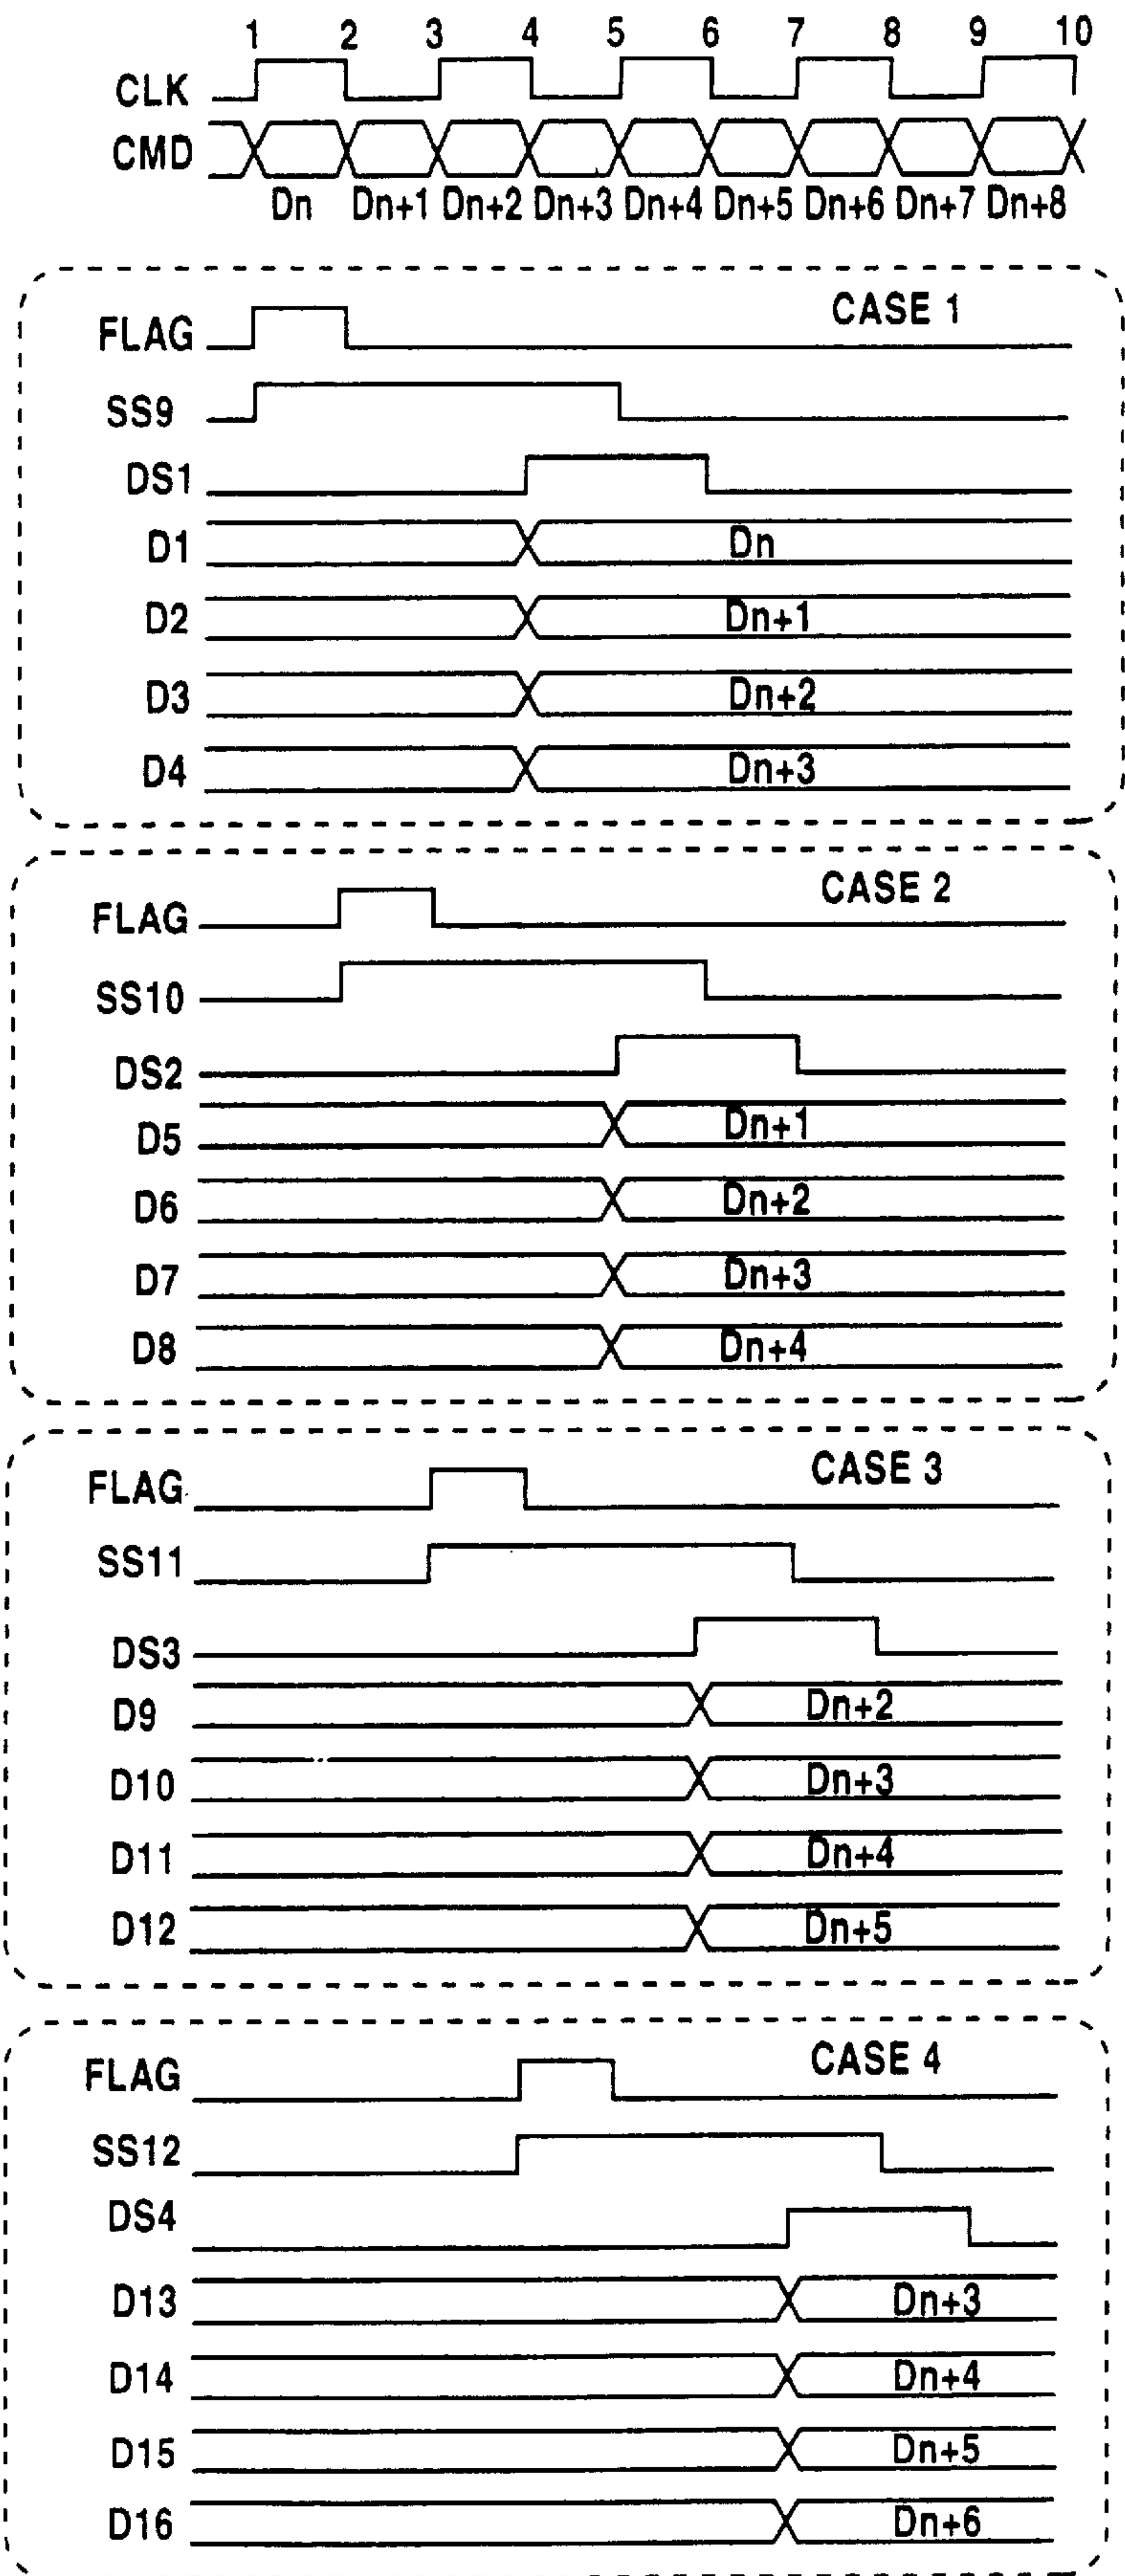 1 2 3 4 5 6 7 8 9 10
CLK
CMD
Dn Dn+1 Dn+2 Dn+3 Dn+4 Dn+5 Dn+6 Dn+7 Dn+8
CASE 1
FLAG
SS9
DS1
D1 Dn
D2 Dn+1
D3 Dn+2
D4 Dn+3
CASE 2
FLAG
SS10
DS2
D5 Dn+1
D6 Dn+2
D7 Dn+3
D8 Dn+4
CASE 3
FLAG
SS11
DS3
D9 Dn+2
D10 Dn+3
D11 Dn+4
D12 Dn+5
CASE 4
FLAG
SS12
DS4
D13 Dn+3
D14 Dn+4
D15 Dn+5
D16 Dn+6